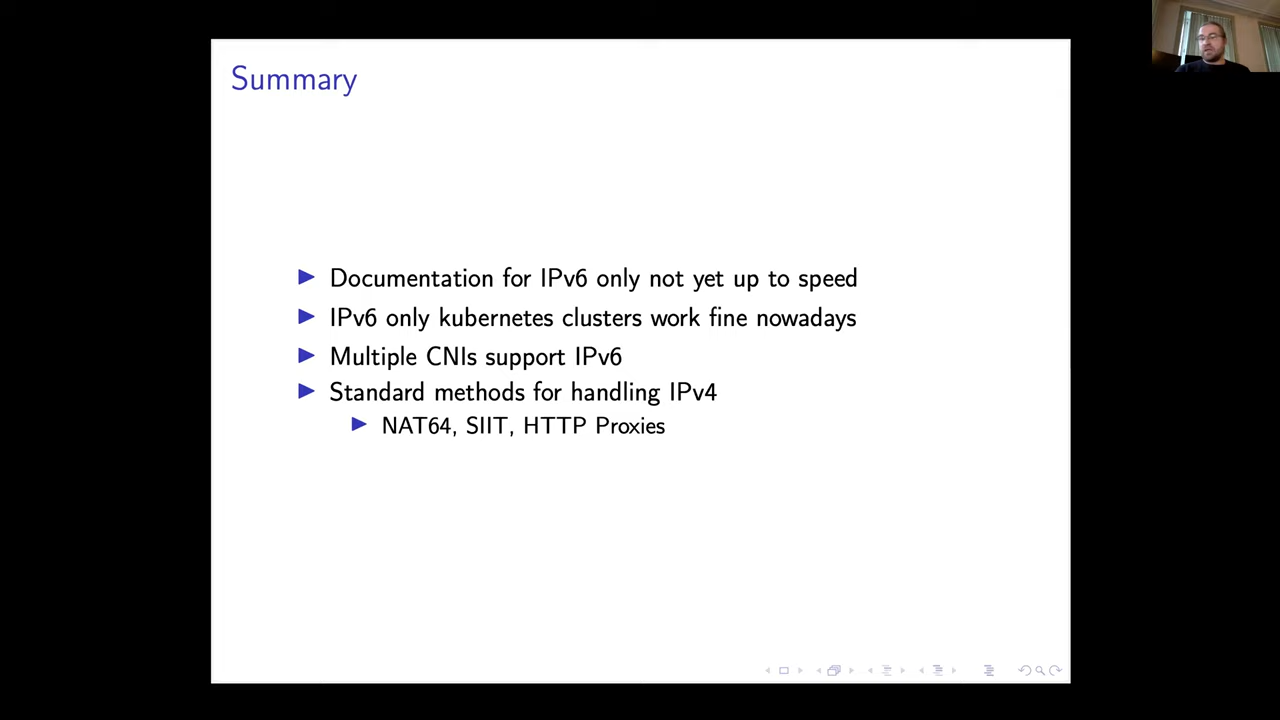 Summary
Documentation for IPv6 only not yet up to speed
IPv6 only kubernetes clusters work fine nowadays
Multiple CNIs support IPv6
Standard methods for handling IPv4
NAT64, SIIT, HTTP Proxies